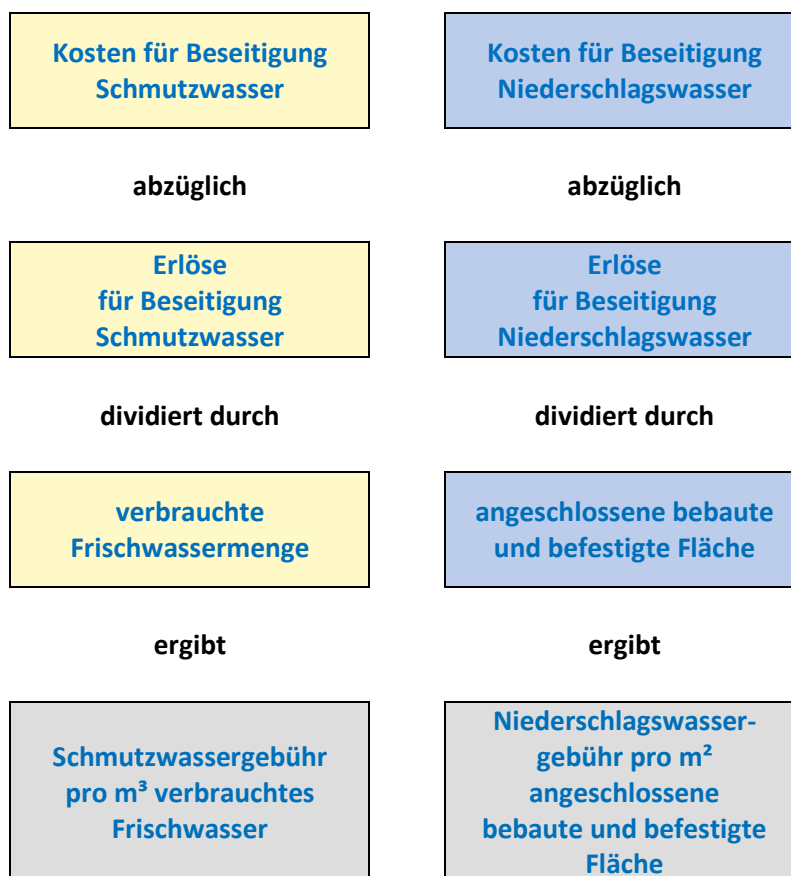 Kosten für Beseitigung
Schmutzwasser
abzüglich
Erlöse
für Beseitigung
Schmutzwasser
dividiert durch
verbrauchte
Frischwassermenge
ergibt
Schmutzwassergebühr
pro m³ verbrauchtes
Frischwasser
Kosten für Beseitigung
Niederschlagswasser
abzüglich
Erlöse
für Beseitigung
Niederschlagswasser
dividiert durch
angeschlossene bebaute
und befestigte Fläche
ergibt
Niederschlagswasser-
gebühr pro m²
angeschlossene
bebaute und befestigte
Fläche